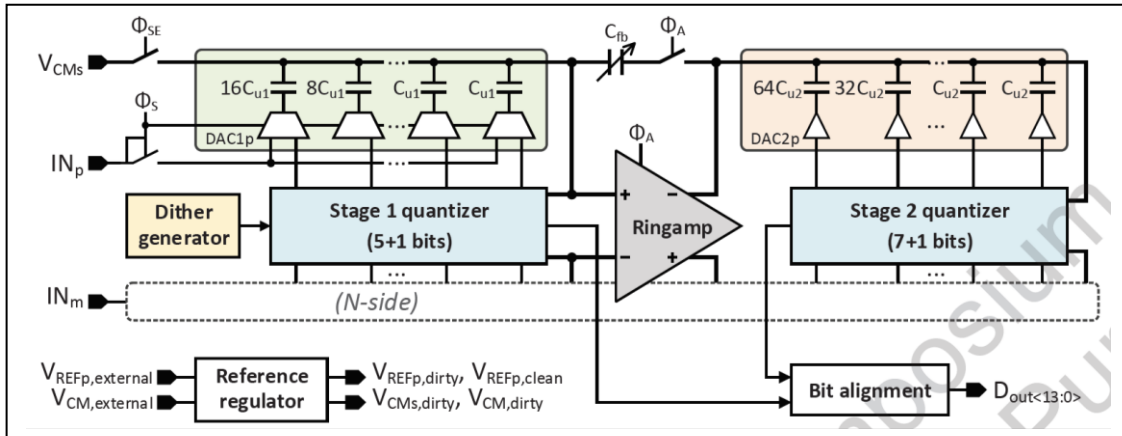 Φ_SE
V_CMs
16C_u1 8C_u1 ... C_u1 C_u1
Φ_S
DAC1p
IN_p
...
C_fb
Φ_A
64C_u2 32C_u2 ... C_u2 C_u2
DAC2p
Φ_A
Dither
generator
Stage 1 quantizer
(5+1 bits)
+ −
Ringamp
− +
Stage 2 quantizer
(7+1 bits)
... ...
IN_m
(N-side)
V_REFp,external
V_CM,external
Reference
regulator
V_REFp,dirty, V_REFp,clean
V_CMs,dirty, V_CM,dirty
Bit alignment
D_out<13:0>